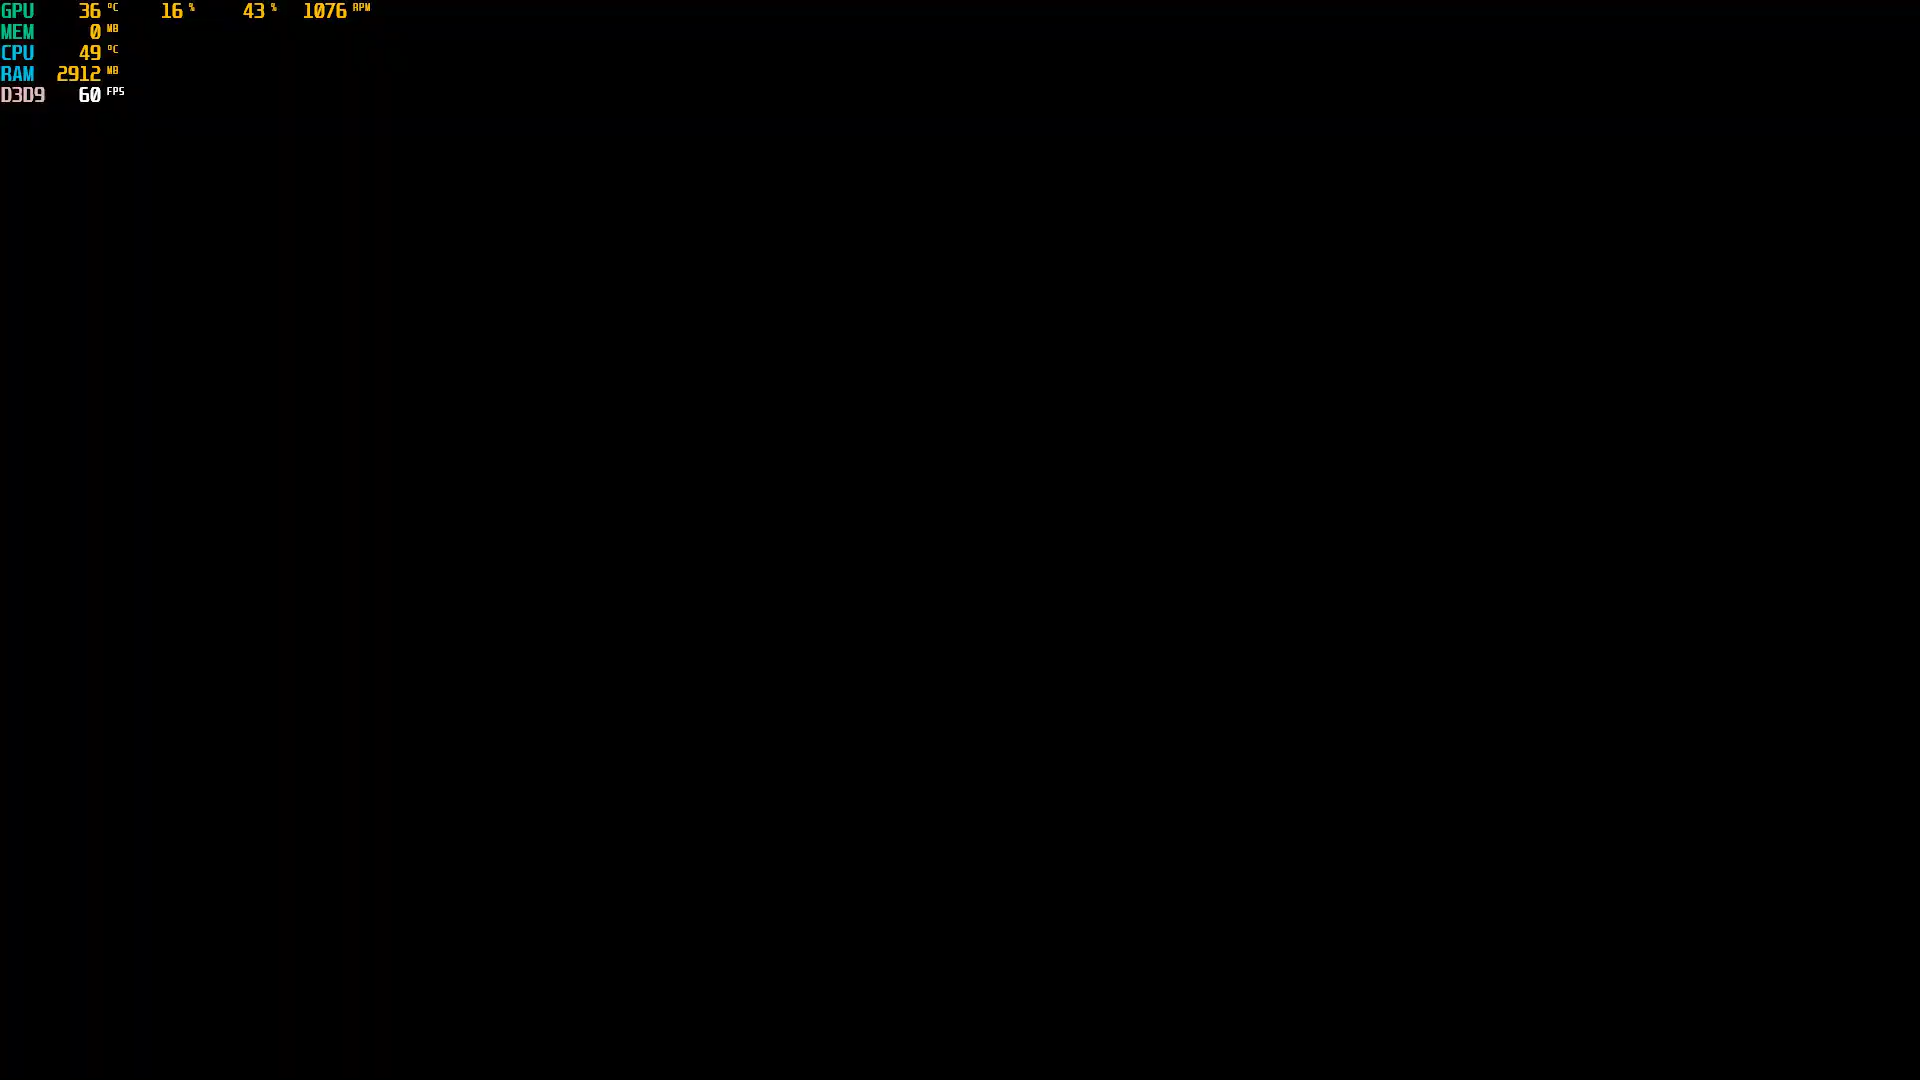 GPU 36 °C 16 % 43 % 1076 RPM
MEM 0 MB
CPU 49 °C
RAM 2912 MB
D3D9 60 FPS